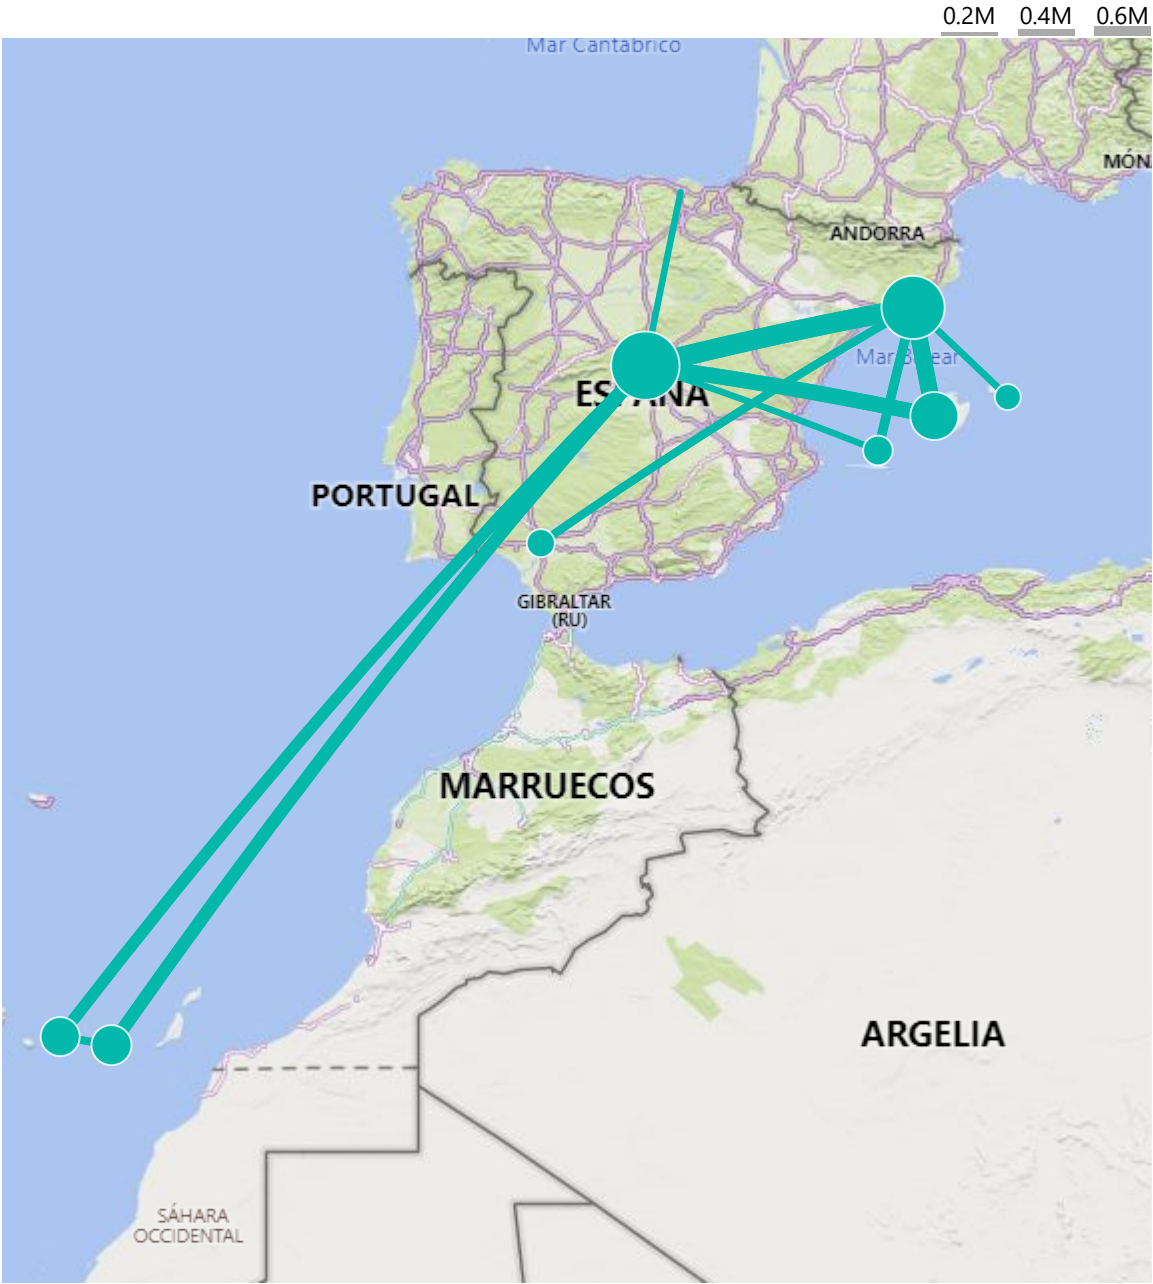 0.2M 0.4M 0.6M
Mar Cantábrico
MÓN
ANDORRA
Mar Balear
ESPAÑA
PORTUGAL
GIBRALTAR
(RU)
MARRUECOS
ARGELIA
SÁHARA
OCCIDENTAL